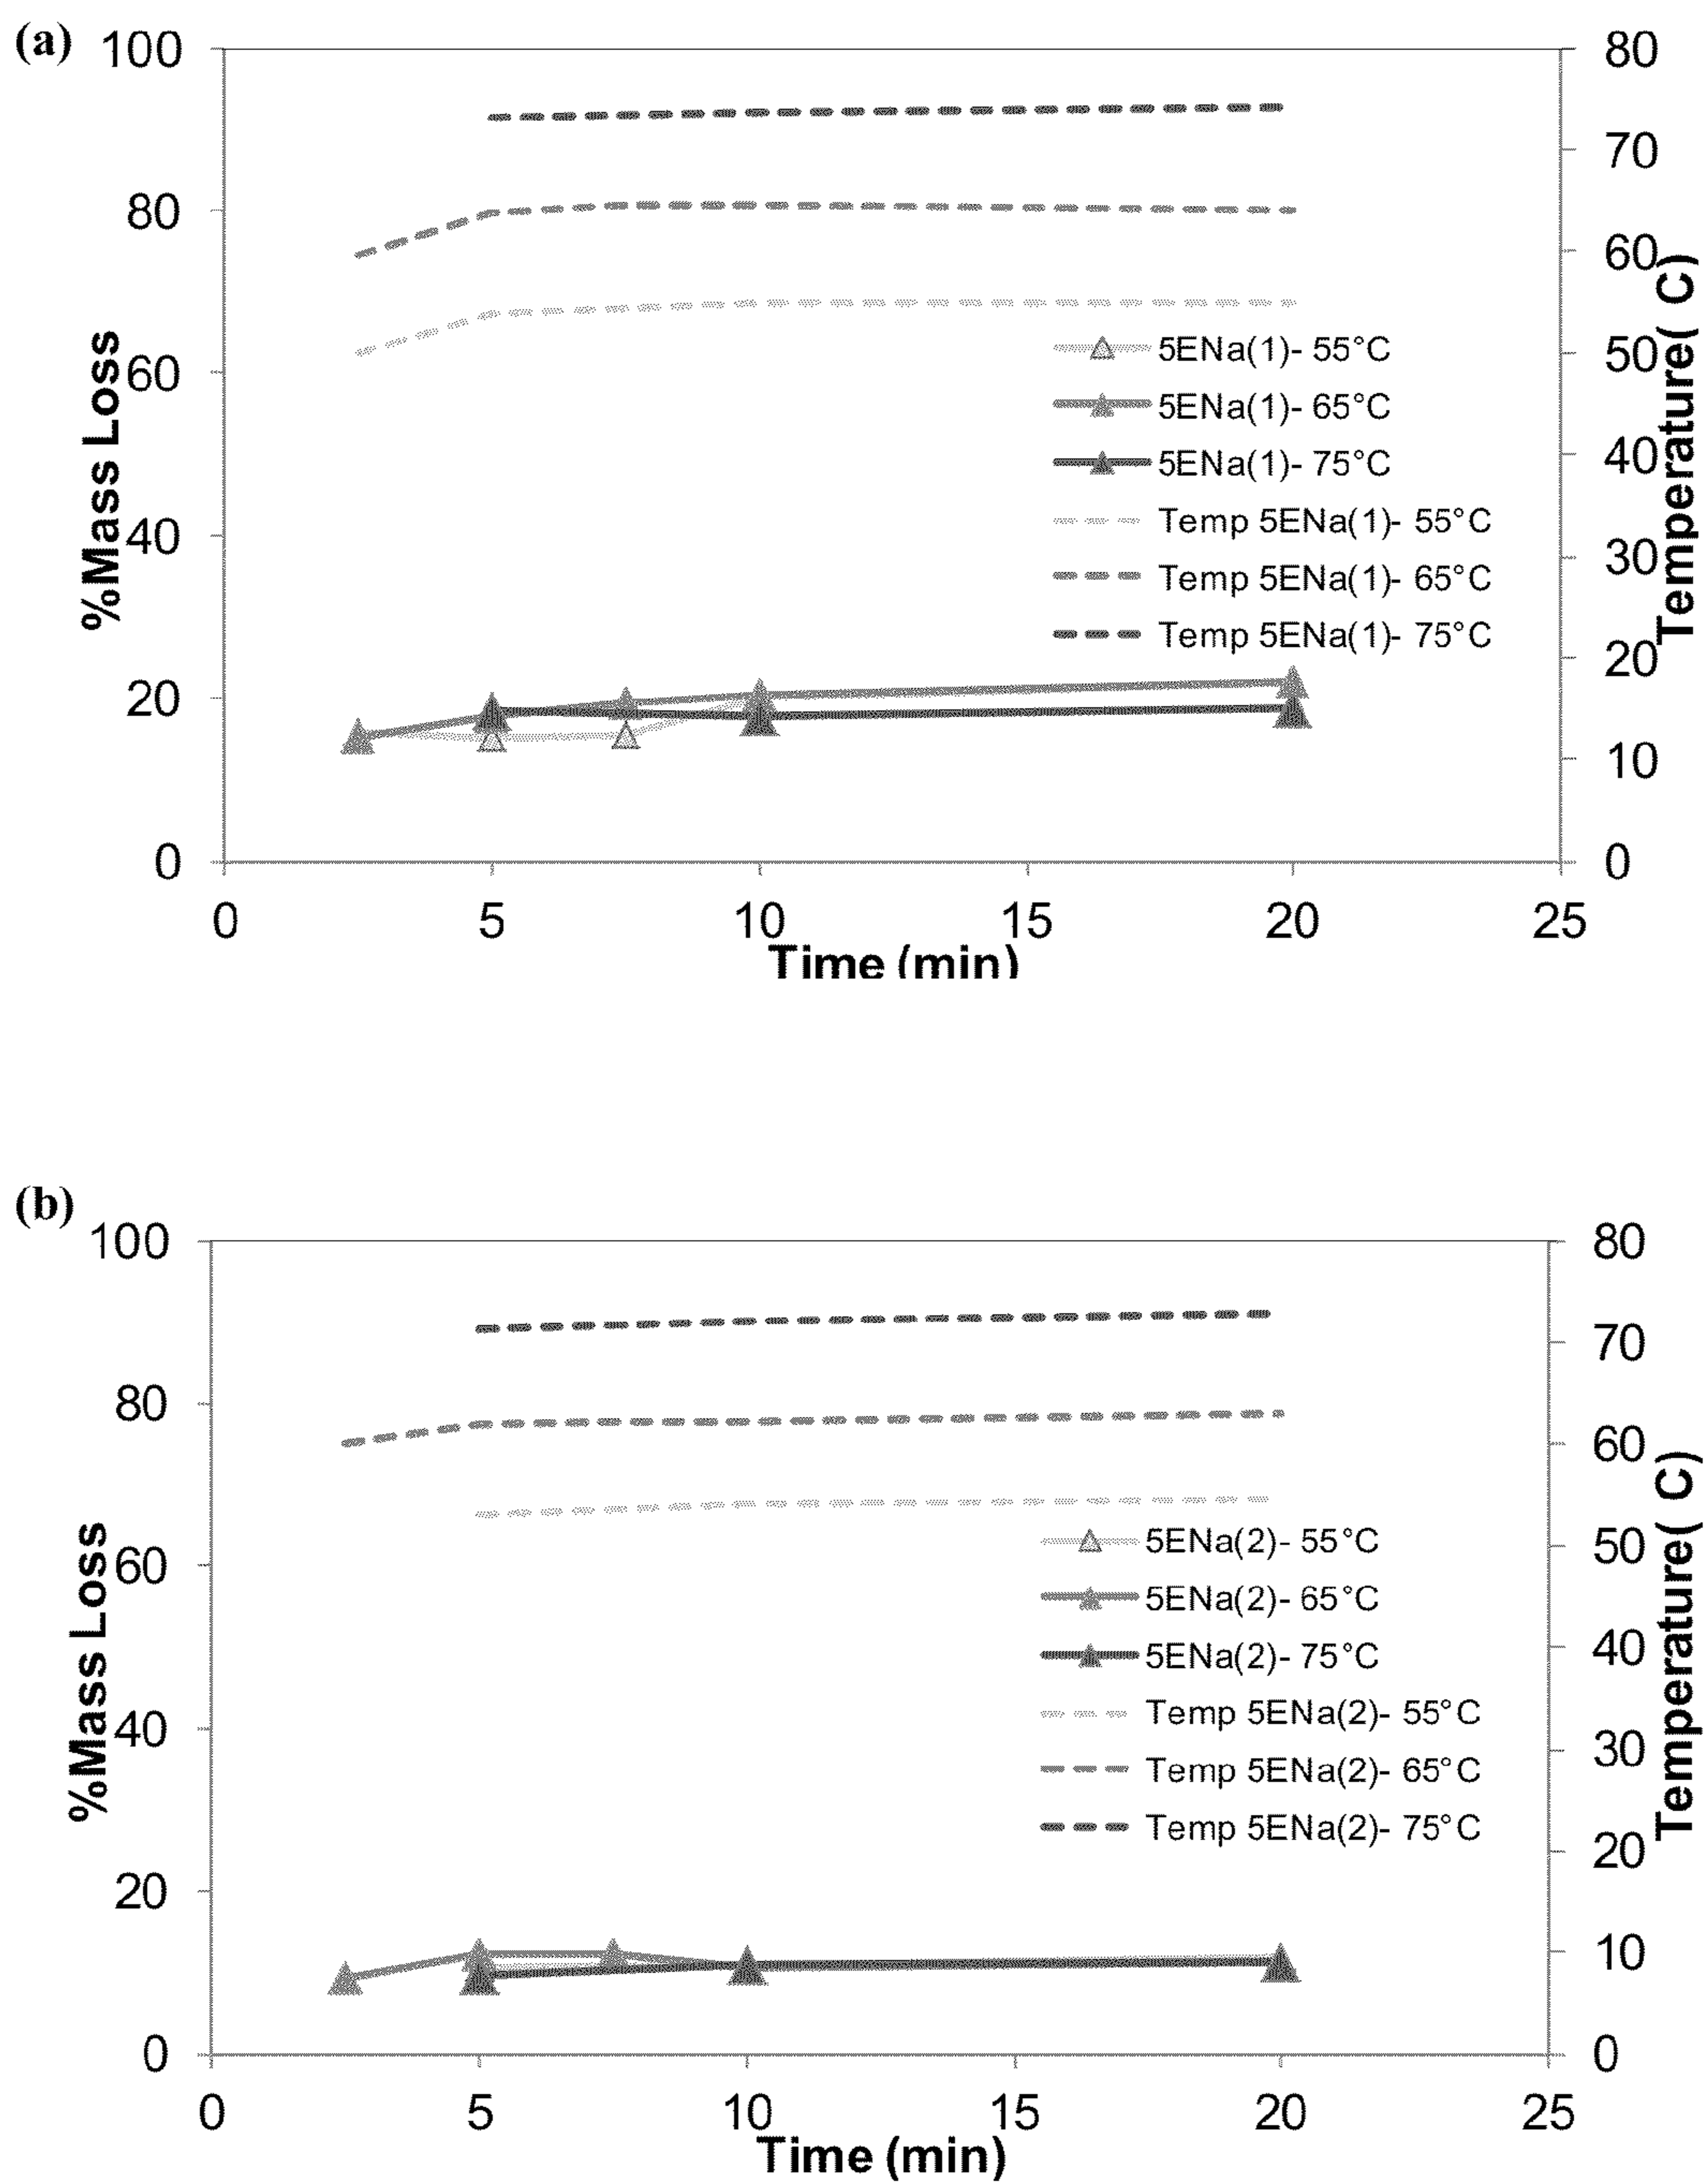 (a)
100
80
60
40
20
0
%Mass Loss
80
70
60
50
40
30
20
10
0
Temperature( C)
5ENa(1)- 55°C
5ENa(1)- 65°C
5ENa(1)- 75°C
Temp 5ENa(1)- 55°C
Temp 5ENa(1)- 65°C
Temp 5ENa(1)- 75°C
0 5 10 15 20 25
Time (min)
(b)
100
80
60
40
20
0
%Mass Loss
80
70
60
50
40
30
20
10
0
Temperature( C)
5ENa(2)- 55°C
5ENa(2)- 65°C
5ENa(2)- 75°C
Temp 5ENa(2)- 55°C
Temp 5ENa(2)- 65°C
Temp 5ENa(2)- 75°C
0 5 10 15 20 25
Time (min)